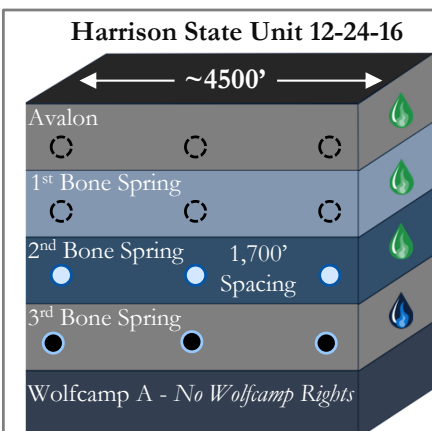 Harrison State Unit 12-24-16
~4500’
Avalon
1st Bone Spring
2nd Bone Spring
1,700’
Spacing
3rd Bone Spring
Wolfcamp A - No Wolfcamp Rights